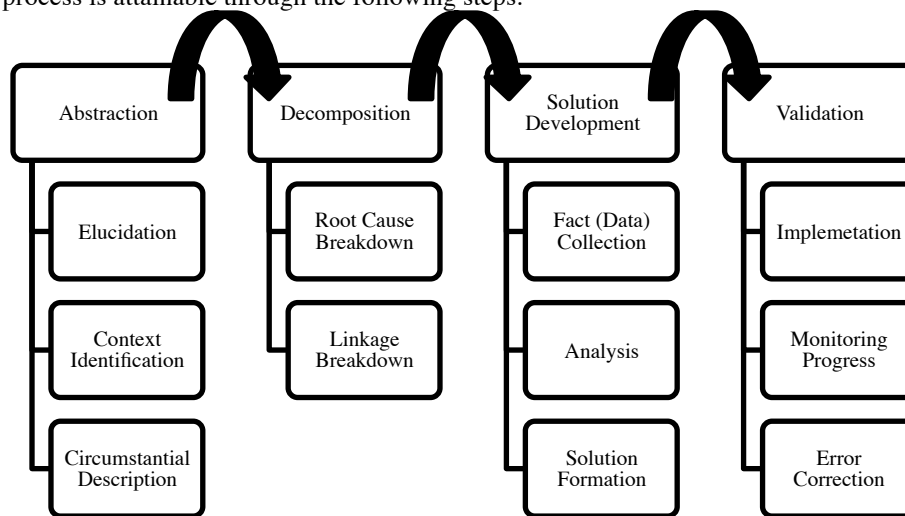 process is attainable through the following steps:
Abstraction
Elucidation
Context
Identification
Circumstantial
Description
Decomposition
Root Cause
Breakdown
Linkage
Breakdown
Solution
Development
Fact (Data)
Collection
Analysis
Solution
Formation
Validation
Implemetation
Monitoring
Progress
Error
Correction